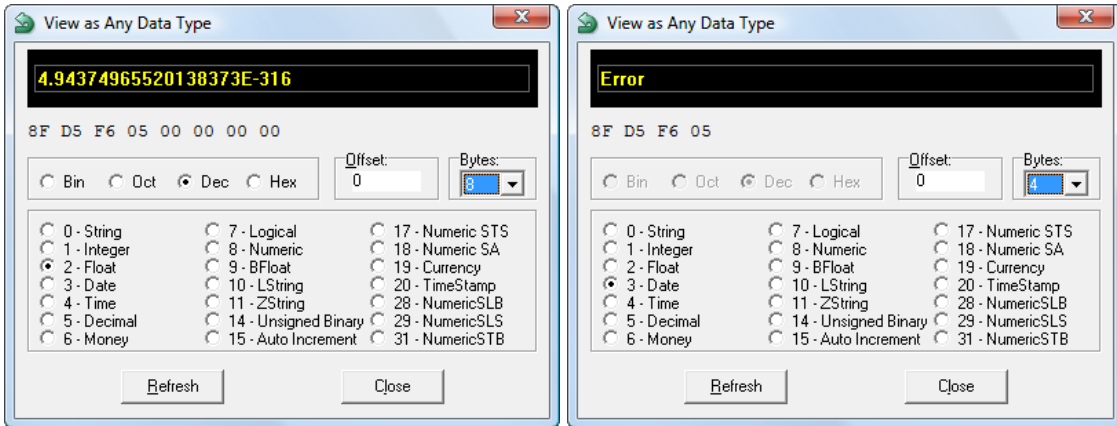 View as Any Data Type
4.94374965520138373E-316
8F D5 F6 05 00 00 00 00
Bin Oct Dec Hex
Offset:
0
Bytes:
8
0 - String 7 - Logical 17 - Numeric STS
1 - Integer 8 - Numeric 18 - Numeric SA
2 - Float 9 - BFloat 19 - Currency
3 - Date 10 - LString 20 - TimeStamp
4 - Time 11 - ZString 28 - NumericSLB
5 - Decimal 14 - Unsigned Binary 29 - NumericSLS
6 - Money 15 - Auto Increment 31 - NumericSTB
Refresh Close
View as Any Data Type
Error
8F D5 F6 05
Bin Oct Dec Hex
Offset:
0
Bytes:
4
0 - String 7 - Logical 17 - Numeric STS
1 - Integer 8 - Numeric 18 - Numeric SA
2 - Float 9 - BFloat 19 - Currency
3 - Date 10 - LString 20 - TimeStamp
4 - Time 11 - ZString 28 - NumericSLB
5 - Decimal 14 - Unsigned Binary 29 - NumericSLS
6 - Money 15 - Auto Increment 31 - NumericSTB
Refresh Close